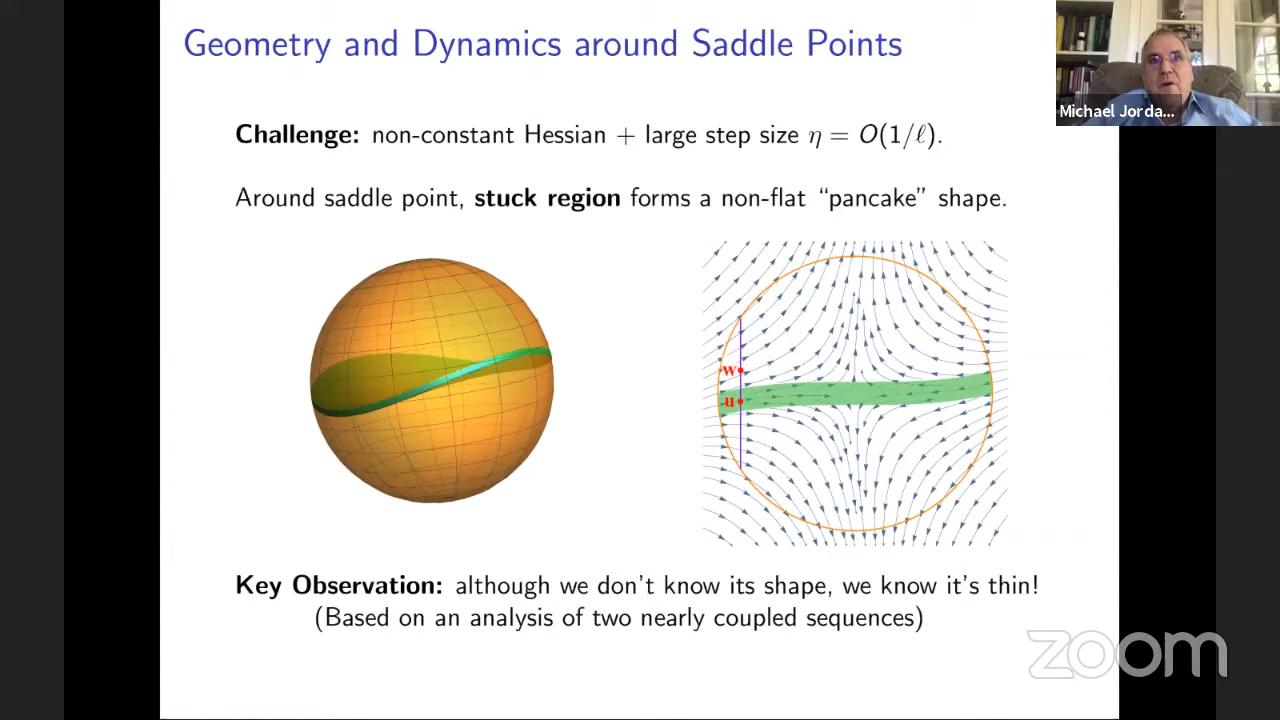 Geometry and Dynamics around Saddle Points
Michael Jorda...
Challenge: non-constant Hessian + large step size η = O(1/ℓ).
Around saddle point, stuck region forms a non-flat “pancake” shape.
w
u
Key Observation: although we don't know its shape, we know it's thin!
(Based on an analysis of two nearly coupled sequences)
zoom